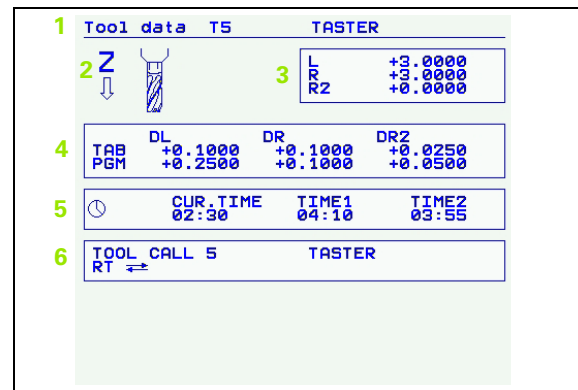 1 Tool data T5 TASTER
2 Z
3 L +3.0000
R +3.0000
R2 +0.0000
4 DL DR DR2
TAB +0.1000 +0.1000 +0.0250
PGM +0.2500 +0.1000 +0.0500
5 CUR.TIME TIME1 TIME2
02:30 04:10 03:55
6 TOOL CALL 5 TASTER
RT